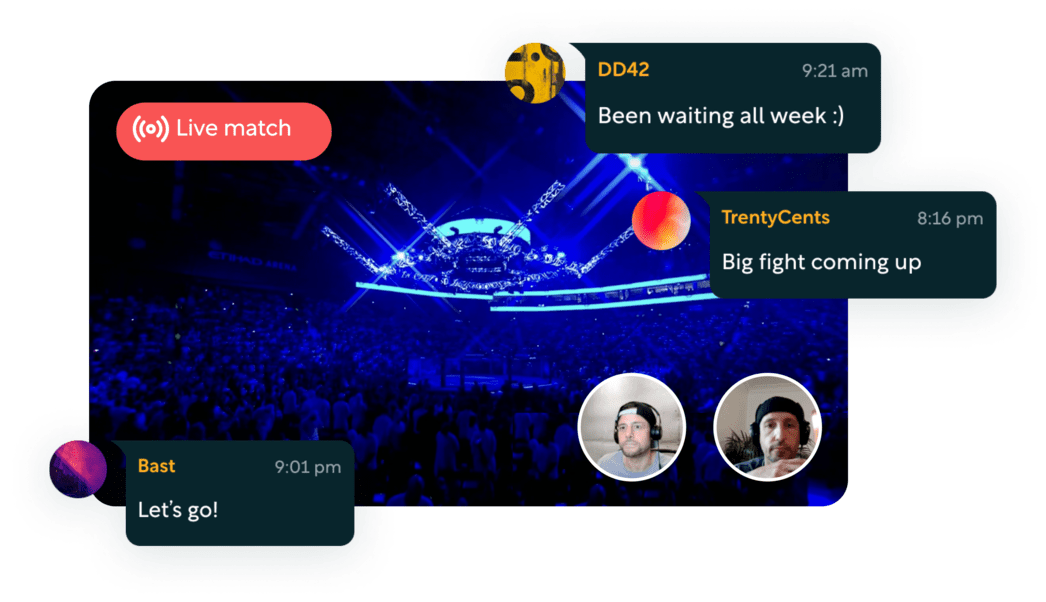 DD42 9:21 am
Been waiting all week :)
Live match
TrentyCents 8:16 pm
Big fight coming up
Bast 9:01 pm
Let's go!